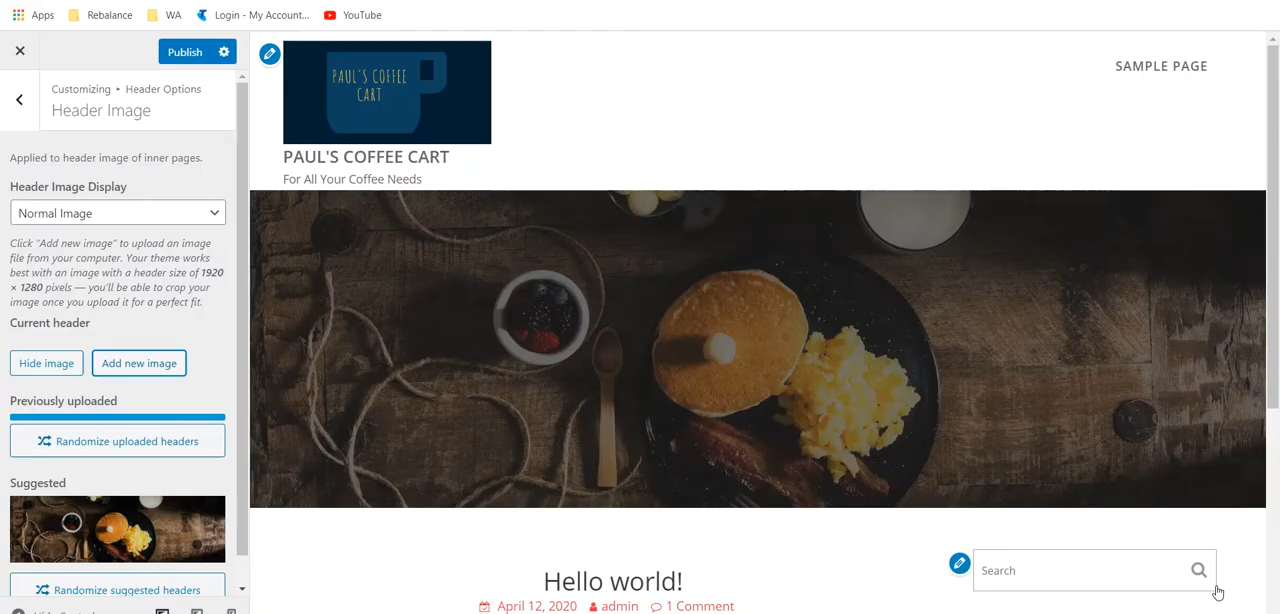 Apps Rebalance WA Login - My Account... YouTube
Publish
Customizing • Header Options
Header Image
Applied to header image of inner pages.
Header Image Display
Normal Image
Click "Add new image" to upload an image
file from your computer. Your theme works
best with an image with a header size of 1920
× 1280 pixels — you'll be able to crop your
image once you upload it for a perfect fit.
Current header
Hide image Add new image
Previously uploaded
Randomize uploaded headers
Suggested
Randomize suggested headers
PAUL'S COFFEE
CART
PAUL'S COFFEE CART
For All Your Coffee Needs
SAMPLE PAGE
Hello world!
April 12, 2020 admin 1 Comment
Search